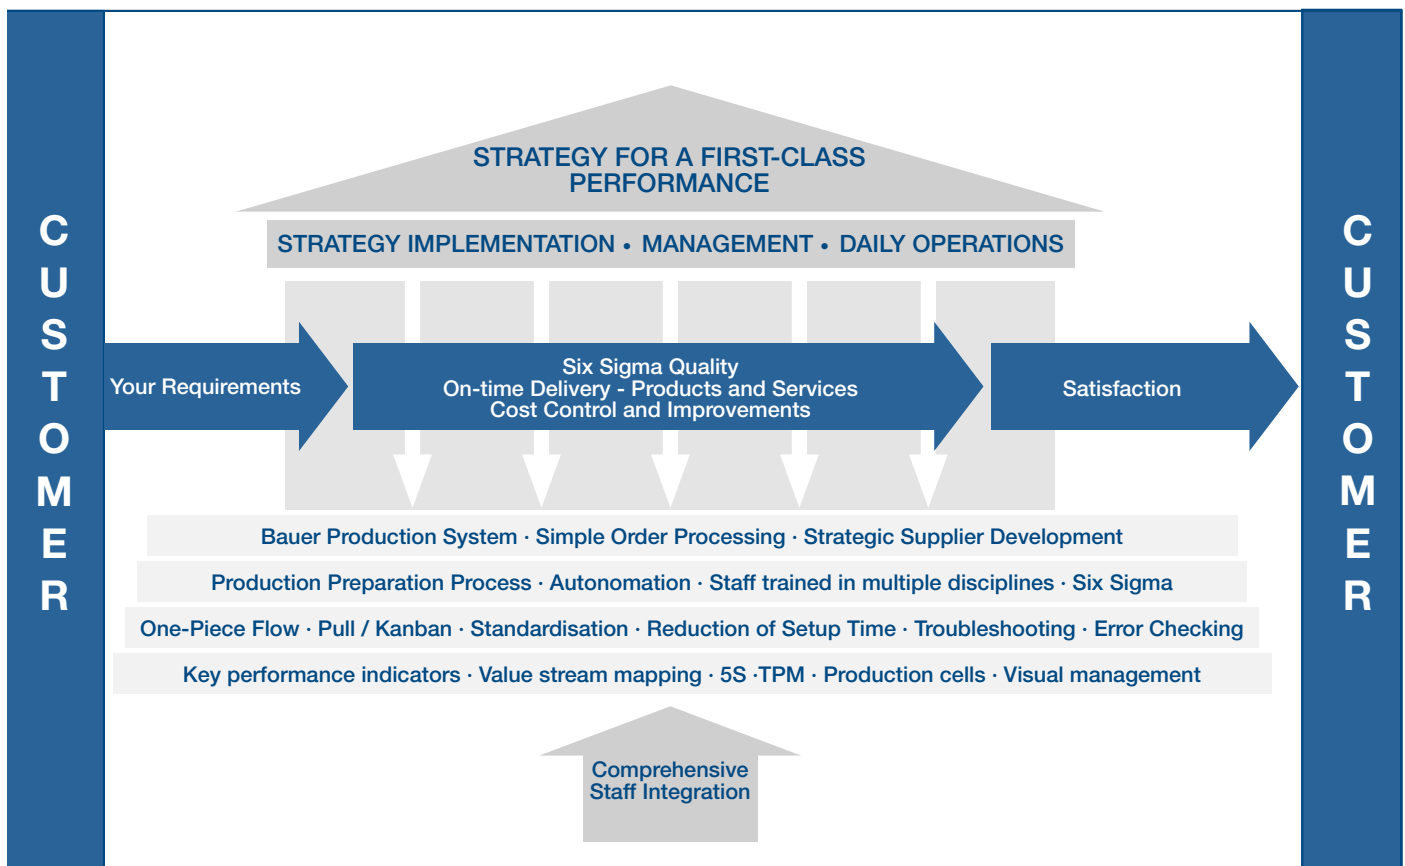 CUSTOMER
STRATEGY FOR A FIRST-CLASS
PERFORMANCE
STRATEGY IMPLEMENTATION • MANAGEMENT • DAILY OPERATIONS
Your Requirements
Six Sigma Quality
On-time Delivery - Products and Services
Cost Control and Improvements
Satisfaction
Bauer Production System · Simple Order Processing · Strategic Supplier Development
Production Preparation Process · Autonomation · Staff trained in multiple disciplines · Six Sigma
One-Piece Flow · Pull / Kanban · Standardisation · Reduction of Setup Time · Troubleshooting · Error Checking
Key performance indicators · Value stream mapping · 5S ·TPM · Production cells · Visual management
Comprehensive
Staff Integration
CUSTOMER